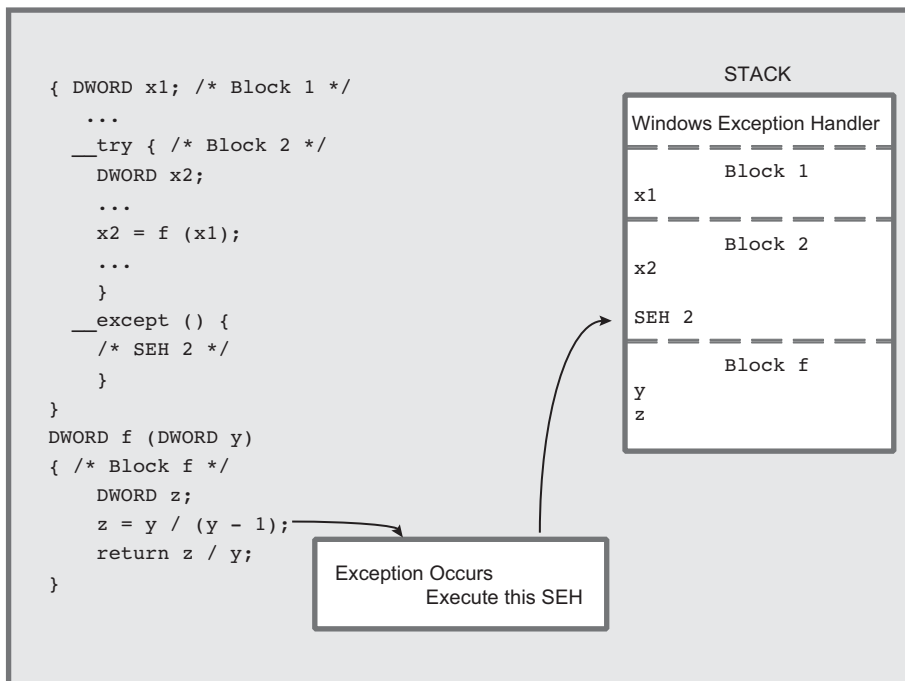 { DWORD x1; /* Block 1 */
...
__try { /* Block 2 */
DWORD x2;
...
x2 = f (x1);
...
}
__except () {
/* SEH 2 */
}
}
DWORD f (DWORD y)
{ /* Block f */
DWORD z;
z = y / (y - 1);
return z / y;
}
Exception Occurs
Execute this SEH
STACK
Windows Exception Handler
Block 1
x1
Block 2
x2
SEH 2
Block f
y
z